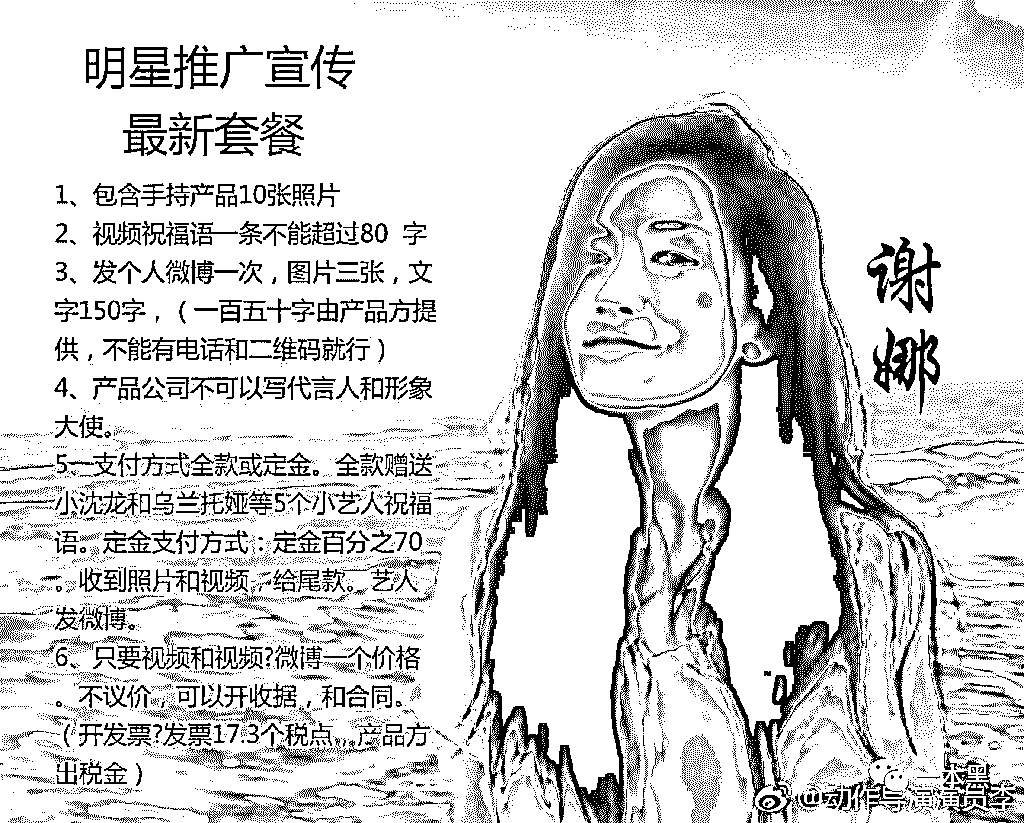 明星推广宣传
最新套餐
1、包含手持产品10张照片
2、视频祝福语一条不能超过80 字
3、发个人微博一次，图片三张，文
字150字，（一百五十字由产品方提
供，不能有电话和二维码就行）
4、产品公司不可以写代言人和形象
大使。
5、支付方式全款或定金。全款赠送
小沈龙和乌兰托娅等5个小艺人祝福
语。定金支付方式：定金百分之70
。收到照片和视频，给尾款。艺人
发微博。
6、只要视频和视频?微博一个价格
。不议价，可以开收据，和合同。
（开发票?发票17.3个税点，产品方
出税金）
谢
娜
一本黑
@动作导演演员李